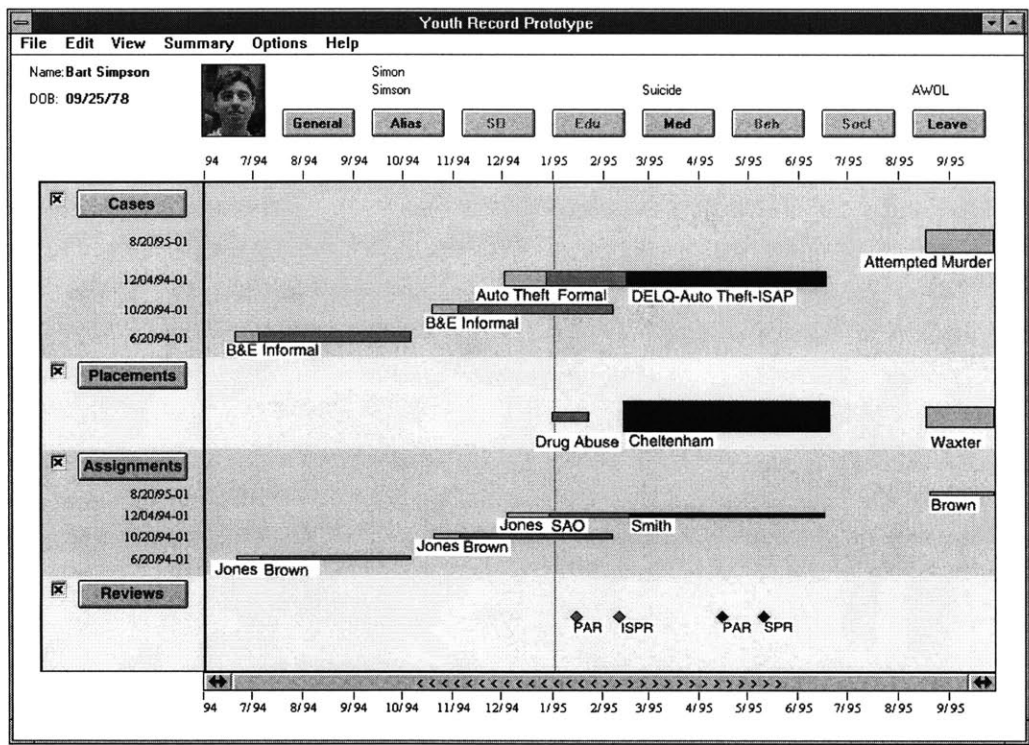 Youth Record Prototype
File Edit View Summary Options Help
Name: Bart Simpson
DOB: 09/25/78
Simon
Simson
Suicide
AWOL
General Alias SO Edu Med Beh Socl Leave
94 7/94 8/94 9/94 10/94 11/94 12/94 1/95 2/95 3/95 4/95 5/95 6/95 7/95 8/95 9/95
Cases
8/20/95-01
Attempted Murder
12/04/94-01
Auto Theft Formal DELQ-Auto Theft-ISAP
10/20/94-01
B&E Informal
6/20/94-01
B&E Informal
Placements
Drug Abuse Cheltenham Waxter
Assignments
8/20/95-01
Brown
12/04/94-01
Jones SAO Smith
10/20/94-01
Jones Brown
6/20/94-01
Jones Brown
Reviews
PAR ISPR PAR SPR
94 7/94 8/94 9/94 10/94 11/94 12/94 1/95 2/95 3/95 4/95 5/95 6/95 7/95 8/95 9/95